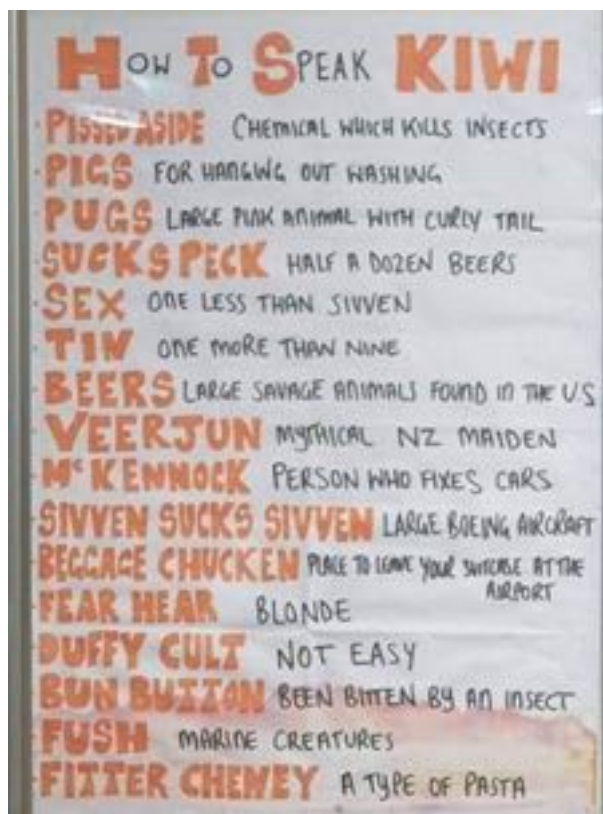 HOW TO SPEAK KIWI
· PISSED ASIDE CHEMICAL WHICH KILLS INSECTS
· PIGS FOR HANGING OUT WASHING
· PUGS LARGE PINK ANIMAL WITH CURLY TAIL
· SUCKS PECK HALF A DOZEN BEERS
· SEX ONE LESS THAN SIVVEN
· TIN ONE MORE THAN NINE
· BEERS LARGE SAVAGE ANIMALS FOUND IN THE U.S
· VEERJUN MYTHICAL NZ MAIDEN
· McKENNOCK PERSON WHO FIXES CARS
· SIVVEN SUCKS SIVVEN LARGE BOEING AIRCRAFT
· BEGGAGE CHUCKEN PLACE TO LEAVE YOUR SUITCASE AT THE
AIRPORT
· FEAR HEAR BLONDE
· DUFFY CULT NOT EASY
· BUN BUTTON BEEN BITTEN BY AN INSECT
· FUSH MARINE CREATURES
· FITTER CHENEY A TYPE OF PASTA